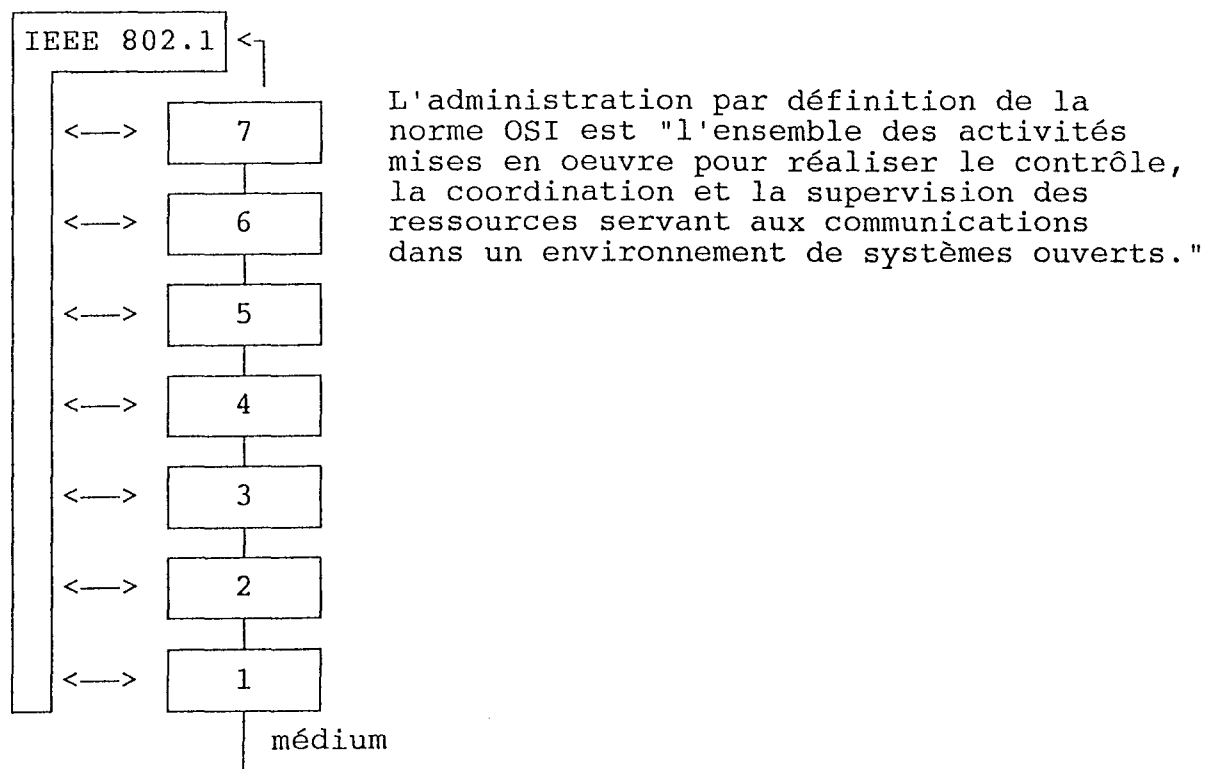 IEEE 802.1 <
L'administration par définition de la
norme OSI est "l'ensemble des activités
mises en oeuvre pour réaliser le contrôle,
la coordination et la supervision des
ressources servant aux communications
dans un environnement de systèmes ouverts."
<—> 7
<—> 6
<—> 5
<—> 4
<—> 3
<—> 2
<—> 1
médium